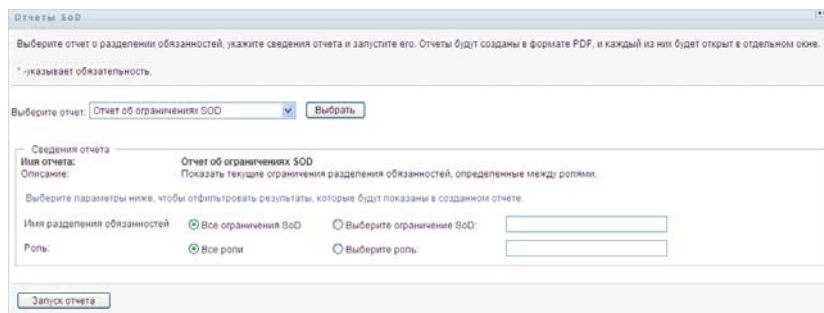 Отчеты SoD
Выберите отчет о разделении обязанностей, укажите сведения отчета и запустите его. Отчеты будут созданы в формате PDF, и каждый из них будет открыт в отдельном окне.
* -указывает обязательность.
Выберите отчет: Отчет об ограничениях SOD Выбрать
Сведения отчета
Имя отчета: Отчет об ограничениях SOD
Описание: Показать текущие ограничения разделения обязанностей, определенные между ролями.
Выберите параметры ниже, чтобы отфильтровать результаты, которые будут показаны в созданном отчете.
Имя разделения обязанностей Все ограничения SoD Выберите ограничение SoD:
Роль: Все роли Выберите роль:
Запуск отчета